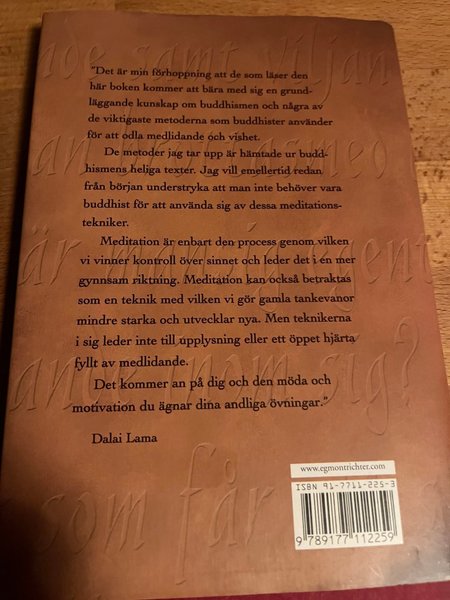 "Det är min förhoppning att de som läser den
här boken kommer att bära med sig en grund-
läggande kunskap om buddhismen och några av
de viktigaste metoderna som buddhister använder
för att odla medlidande och vishet.
De metoder jag tar upp är hämtade ur budd-
hismens heliga texter. Jag vill emellertid redan
från början understryka att man inte behöver vara
buddhist för att använda sig av dessa meditations-
tekniker.
Meditation är enbart den process genom vilken
vi vinner kontroll över sinnet och leder det i en mer
gynnsam riktning. Meditation kan också betraktas
som en teknik med vilken vi gör gamla tankevanor
mindre starka och utvecklar nya. Men teknikerna
i sig leder inte till upplysning eller ett öppet hjärta
fyllt av medlidande.
Det kommer an på dig och den möda och
motivation du ägnar dina andliga övningar."
Dalai Lama
www.egmontrichter.com
ISBN 91-7711-225-3
9 789177 112259
som får